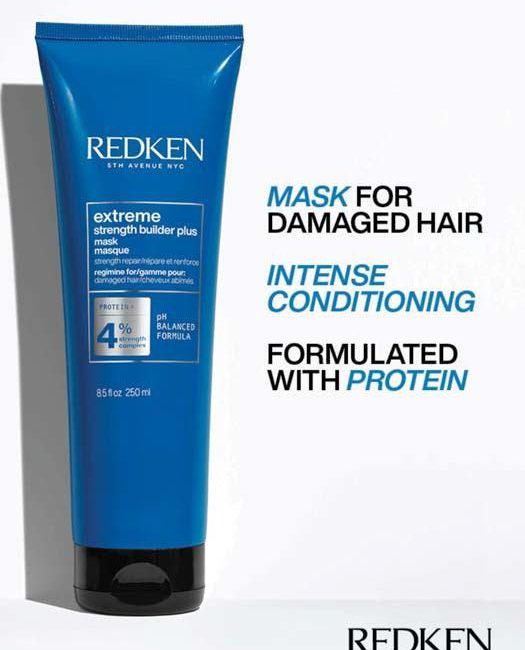 REDKEN
5TH AVENUE NYC
extreme
strength builder plus
mask
masque
strength repair/répare et renforce
regimine for/gamme pour:
damaged hair/cheveux abîmés
PROTEIN+
4% strength
complex
pH
BALANCED
FORMULA
8.5 fl oz 250 ml
MASK FOR
DAMAGED HAIR
INTENSE
CONDITIONING
FORMULATED
WITH PROTEIN
REDKEN